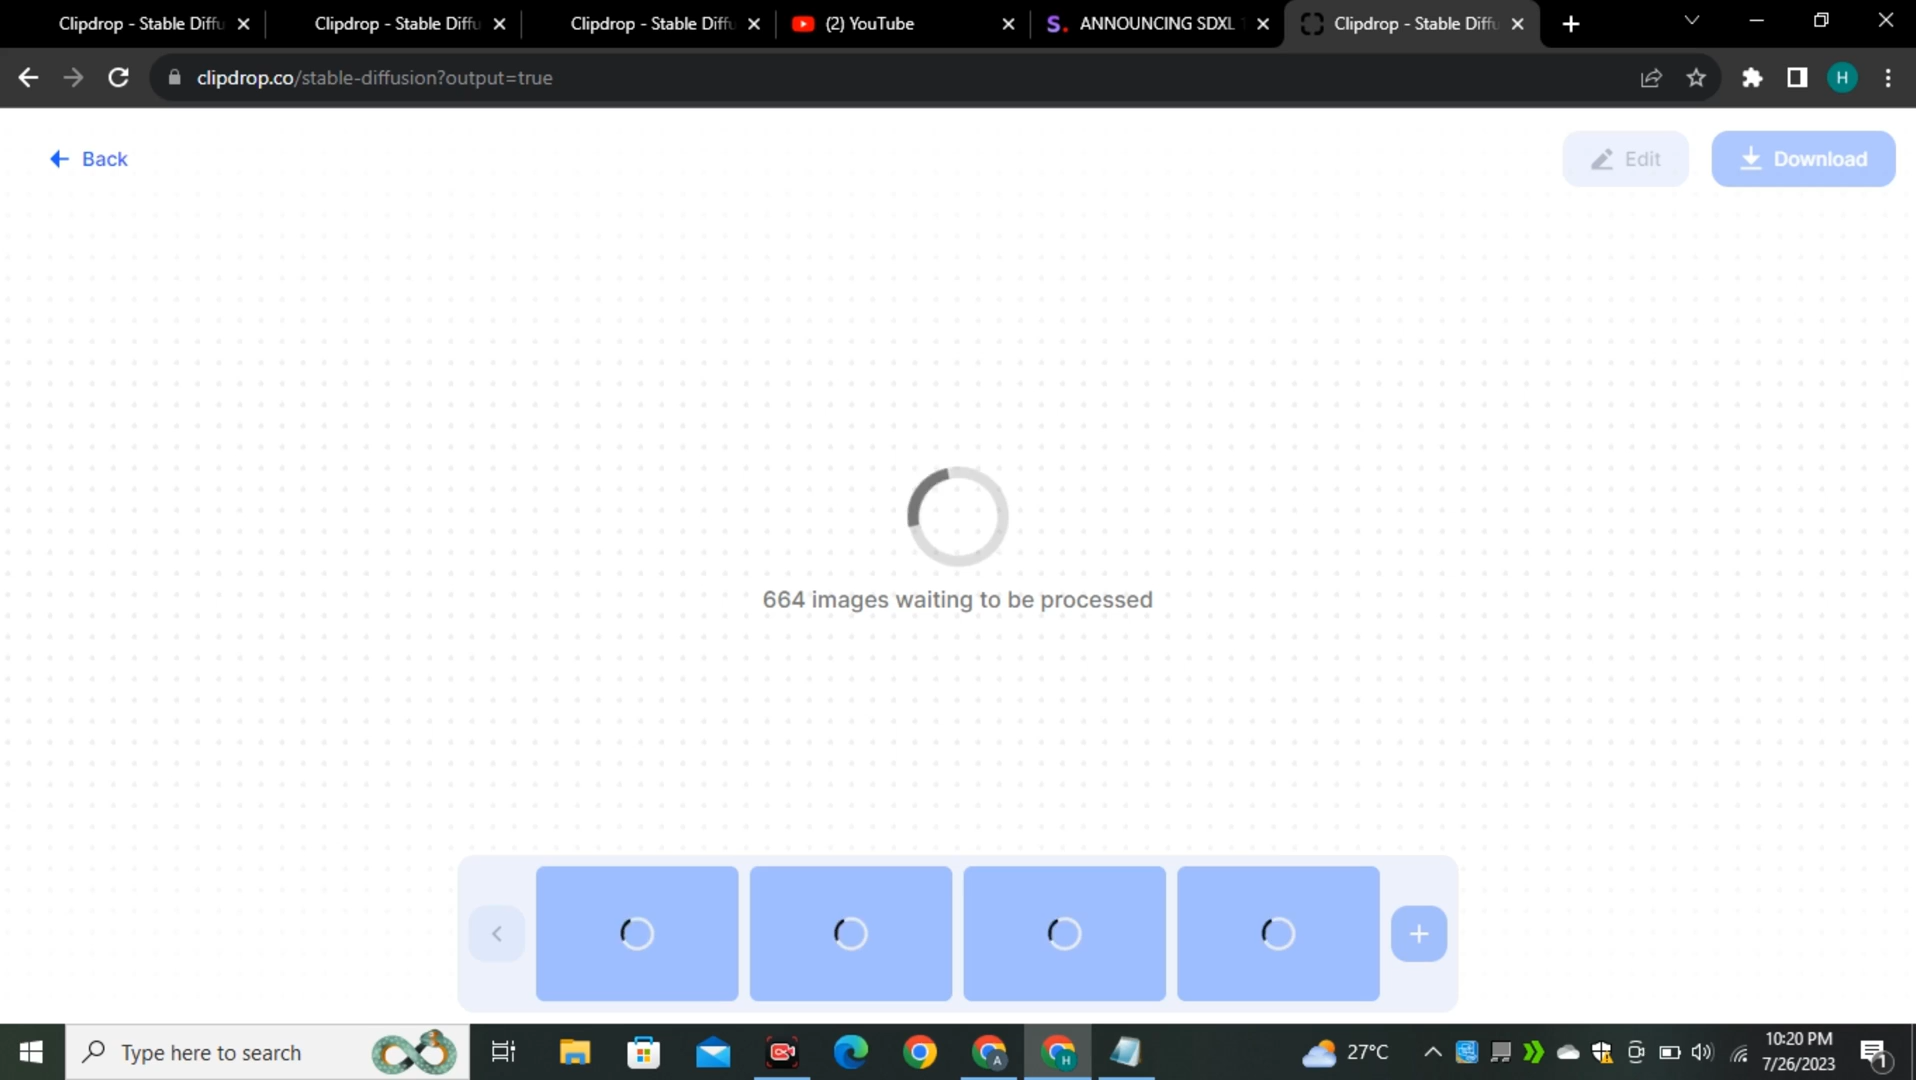 Clipdrop - Stable Diffu
Clipdrop - Stable Diffu
Clipdrop - Stable Diffu
(2) YouTube
S. ANNOUNCING SDXL 1
Clipdrop - Stable Diffu
clipdrop.co/stable-diffusion?output=true
H
Back
Edit
Download
664 images waiting to be processed
Type here to search
A
H
27°C
10:20 PM
7/26/2023
1